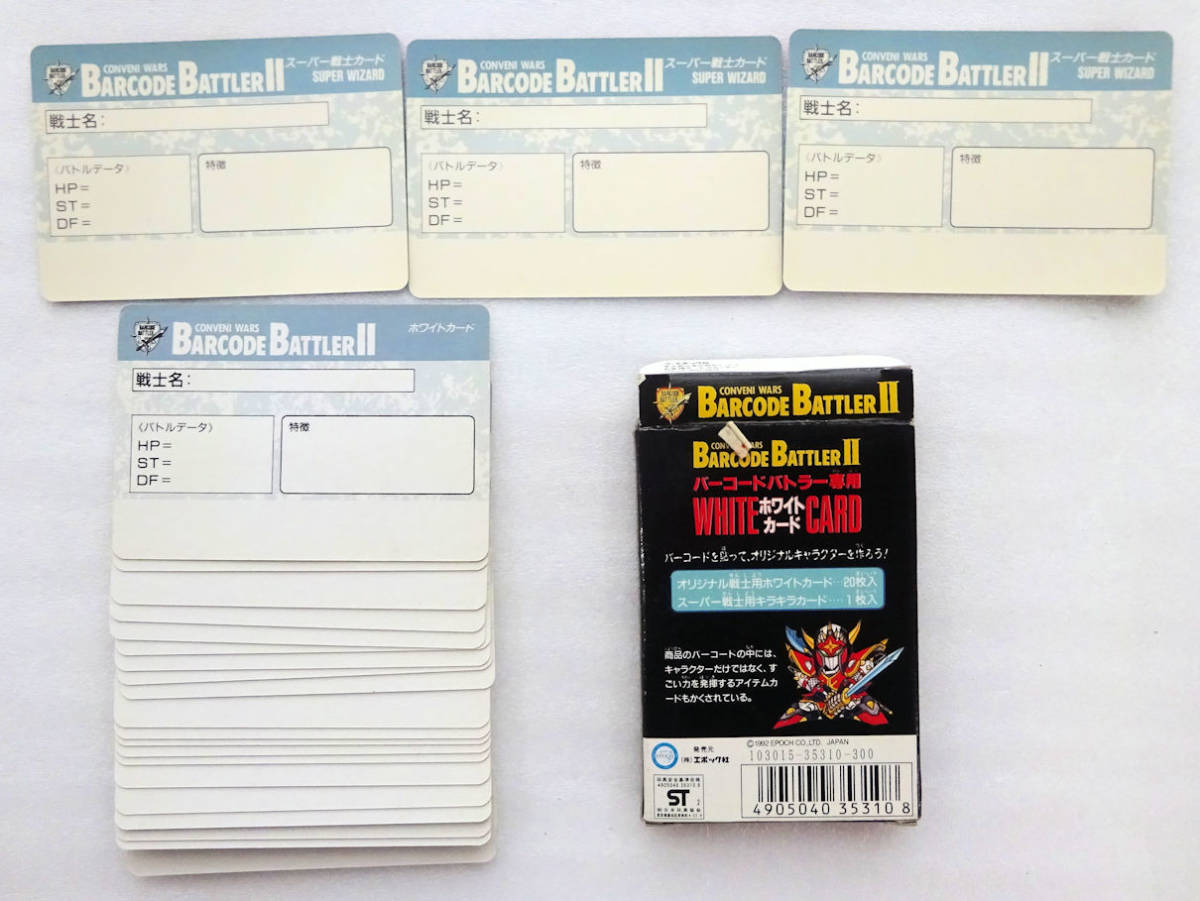 CONVENI WARS
BARCODE BATTLER II
スーパー戦士カード
SUPER WIZARD
戦士名:
〈バトルデータ〉
HP=
ST=
DF=
特徴
CONVENI WARS
BARCODE BATTLER II
スーパー戦士カード
SUPER WIZARD
戦士名:
〈バトルデータ〉
HP=
ST=
DF=
特徴
CONVENI WARS
BARCODE BATTLER II
スーパー戦士カード
SUPER WIZARD
戦士名:
〈バトルデータ〉
HP=
ST=
DF=
特徴
CONVENI WARS
BARCODE BATTLER II
ホワイトカード
戦士名:
〈バトルデータ〉
HP=
ST=
DF=
特徴
CONVENI WARS
BARCODE BATTLER II
CONVENI WARS
BARCODE BATTLER II
バーコードバトラー専用
WHITE ホワイトカード CARD
バーコードを貼って、オリジナルキャラクターを作ろう!
オリジナル戦士用ホワイトカード‥20枚入
スーパー戦士用キラキラカード‥‥1枚入
商品のバーコードの中には、
キャラクターだけではなく、す
ごい力を発揮するアイテムカ
ードもかくされている。
©1992 EPOCH CO.,LTD. JAPAN
発売元
(株)エポック社
103015-35310-300
ST
4905040 353108